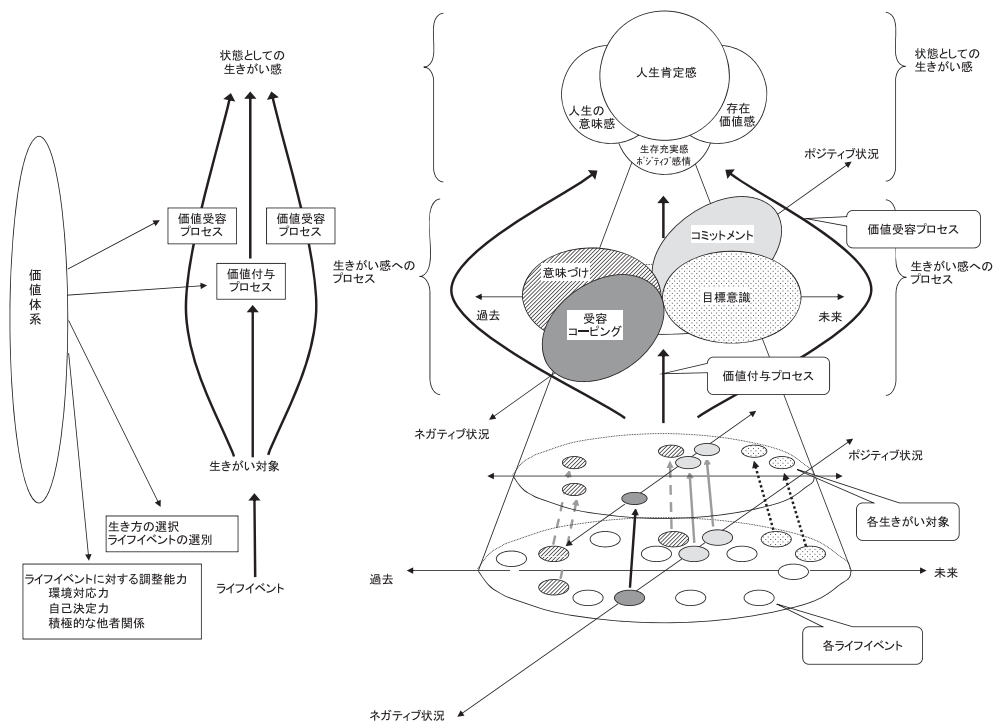 状態としての
生きがい感
価値体系
価値受容
プロセス
価値受容
プロセス
価値付与
プロセス
生きがい対象
生き方の選択
ライフイベントの選別
ライフイベントに対する調整能力
環境対応力
自己決定力
積極的な他者関係
ライフイベント
人生肯定感
人生の
意味感
存在
価値感
生存充実感
ﾎﾟｼﾞﾃｨﾌﾞ感情
状態としての
生きがい感
ポジティブ状況
価値受容プロセス
コミットメント
生きがい感への
プロセス
意味づけ
目標意識
受容
コーピング
過去
未来
生きがい感への
プロセス
価値付与プロセス
ネガティブ状況
ポジティブ状況
各生きがい対象
過去
未来
各ライフイベント
ネガティブ状況